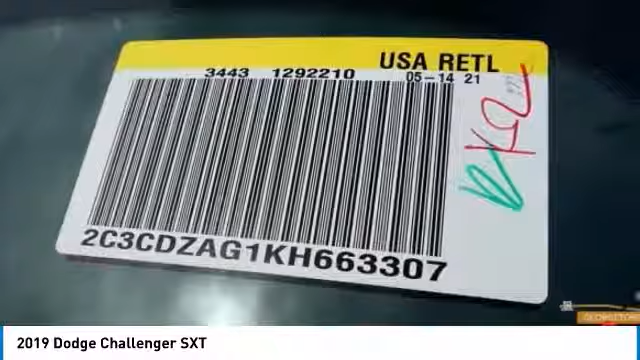 USA RETL
3443 1292210 05-14 21
2C3CDZAG1KH663307
2019 Dodge Challenger SXT